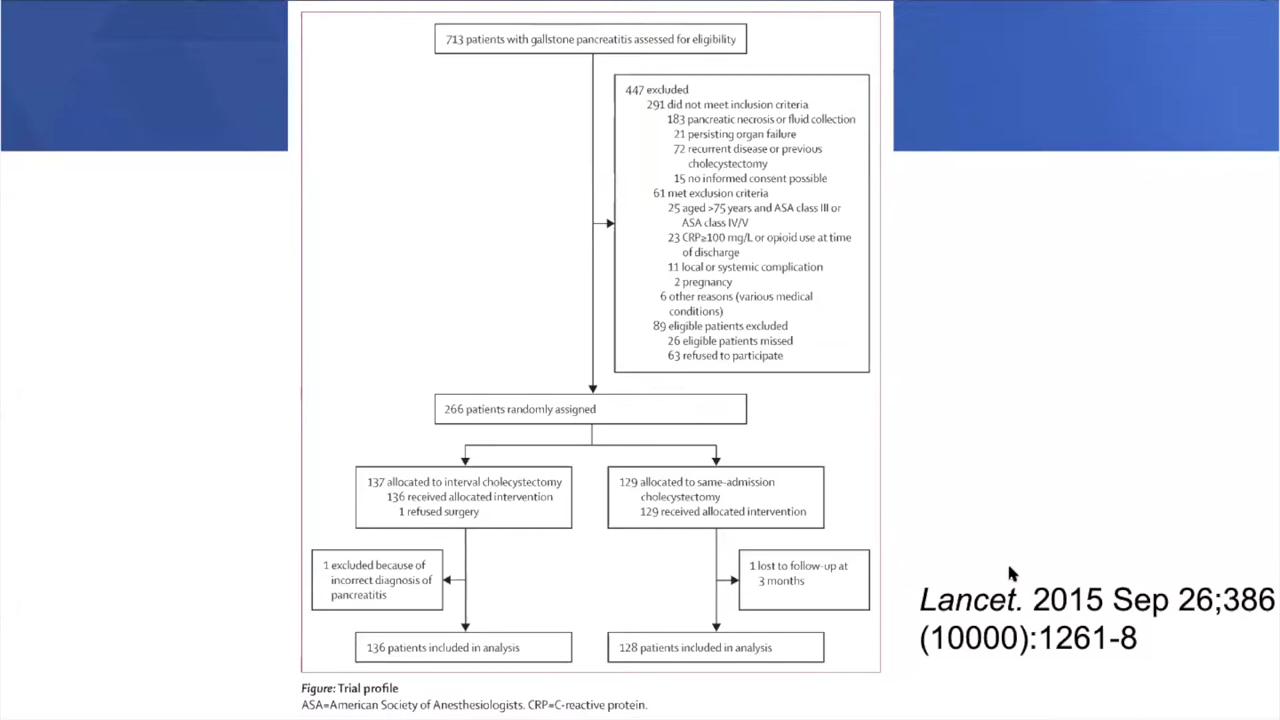 713 patients with gallstone pancreatitis assessed for eligibility
447 excluded
291 did not meet inclusion criteria
183 pancreatic necrosis or fluid collection
21 persisting organ failure
72 recurrent disease or previous
cholecystectomy
15 no informed consent possible
61 met exclusion criteria
25 aged >75 years and ASA class III or
ASA class IV/V
23 CRP≥100 mg/L or opioid use at time
of discharge
11 local or systemic complication
2 pregnancy
6 other reasons (various medical
conditions)
89 eligible patients excluded
26 eligible patients missed
63 refused to participate
266 patients randomly assigned
137 allocated to interval cholecystectomy
136 received allocated intervention
1 refused surgery
129 allocated to same-admission
cholecystectomy
129 received allocated intervention
1 excluded because of
incorrect diagnosis of
pancreatitis
1 lost to follow-up at
3 months
136 patients included in analysis
128 patients included in analysis
Figure: Trial profile
ASA=American Society of Anesthesiologists. CRP=C-reactive protein.
Lancet. 2015 Sep 26;386
(10000):1261-8